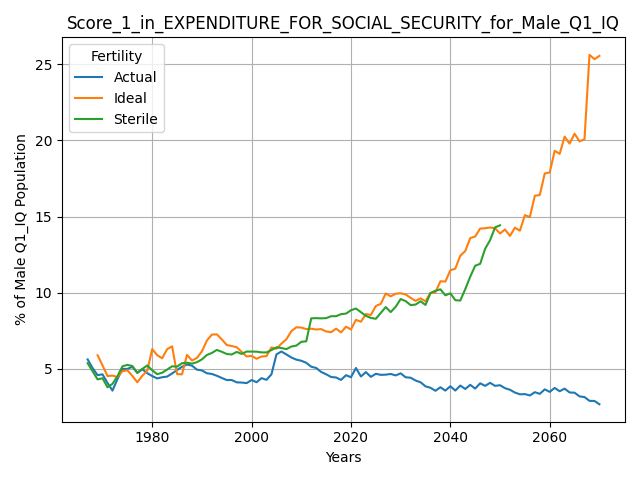 Score_1_in_EXPENDITURE_FOR_SOCIAL_SECURITY_for_Male_Q1_IQ
Fertility
Actual
Ideal
Sterile
% of Male Q1_IQ Population
25
20
15
10
5
1980 2000 2020 2040 2060
Years